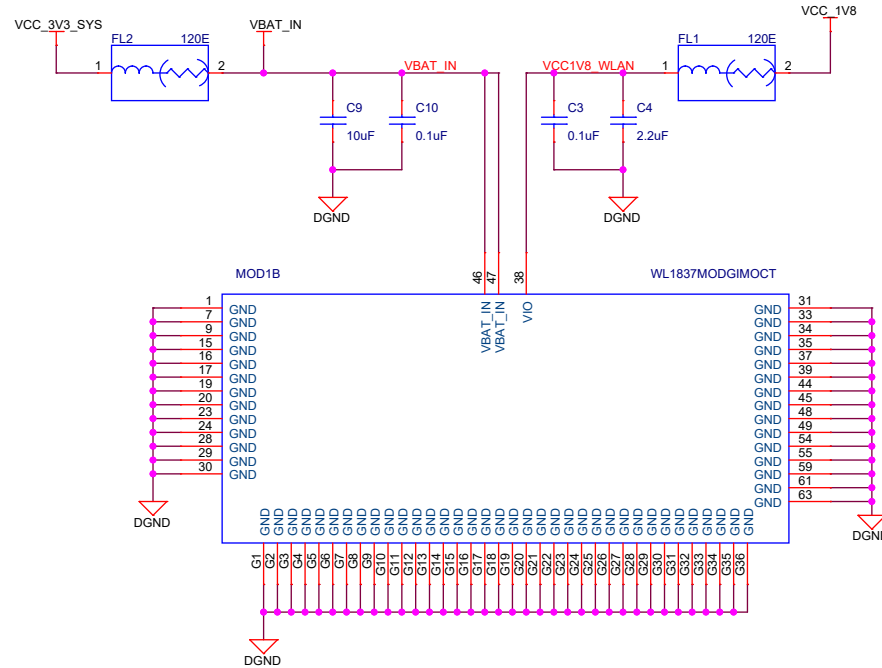 VCC_3V3_SYS
VBAT_IN
VCC_1V8
FL2 120E
FL1 120E
1 2
VBAT_IN
VCC1V8_WLAN
1 2
C9
10uF
C10
0.1uF
C3
0.1uF
C4
2.2uF
DGND
DGND
MOD1B
WL1837MODGIMOCT
46
47
38
VBAT_IN
VBAT_IN
VIO
1 GND
7 GND
9 GND
15 GND
16 GND
17 GND
19 GND
20 GND
23 GND
24 GND
28 GND
29 GND
30 GND
GND 31
GND 33
GND 34
GND 35
GND 37
GND 39
GND 44
GND 45
GND 48
GND 49
GND 54
GND 55
GND 59
GND 61
GND 63
DGND
DGND
GND GND GND GND GND GND GND GND GND GND GND GND GND GND GND GND GND GND GND GND GND GND GND GND GND GND GND GND GND GND GND GND GND GND GND GND
G1 G2 G3 G4 G5 G6 G7 G8 G9 G10 G11 G12 G13 G14 G15 G16 G17 G18 G19 G20 G21 G22 G23 G24 G25 G26 G27 G28 G29 G30 G31 G32 G33 G34 G35 G36
DGND